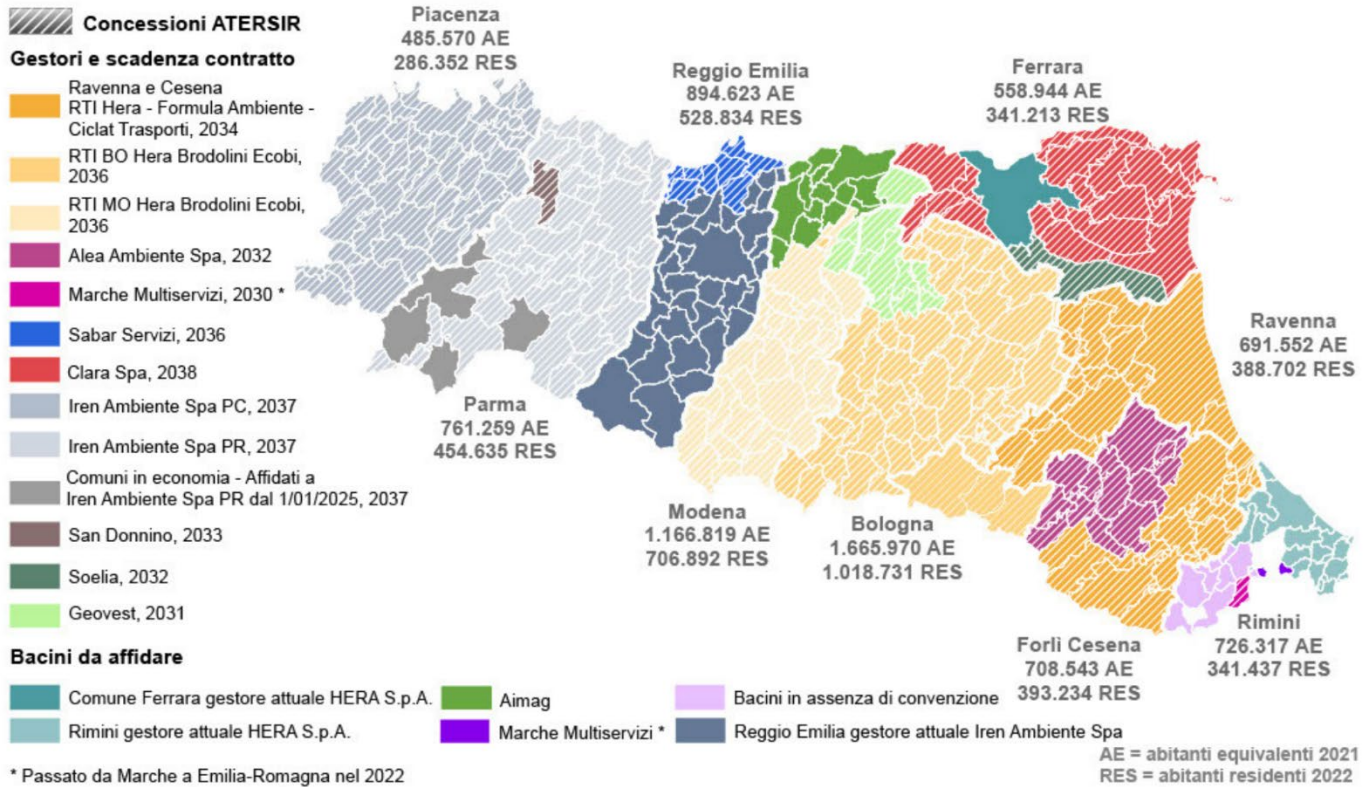 Concessioni ATERSIR
Gestori e scadenza contratto
Ravenna e Cesena
RTI Hera - Formula Ambiente -
Ciclat Trasporti, 2034
RTI BO Hera Brodolini Ecobi,
2036
RTI MO Hera Brodolini Ecobi,
2036
Alea Ambiente Spa, 2032
Marche Multiservizi, 2030 *
Sabar Servizi, 2036
Clara Spa, 2038
Iren Ambiente Spa PC, 2037
Iren Ambiente Spa PR, 2037
Comuni in economia - Affidati a
Iren Ambiente Spa PR dal 1/01/2025, 2037
San Donnino, 2033
Soelia, 2032
Geovest, 2031
Piacenza
485.570 AE
286.352 RES
Reggio Emilia
894.623 AE
528.834 RES
Ferrara
558.944 AE
341.213 RES
Ravenna
691.552 AE
388.702 RES
Parma
761.259 AE
454.635 RES
Modena
1.166.819 AE
706.892 RES
Bologna
1.665.970 AE
1.018.731 RES
Forlì Cesena
708.543 AE
393.234 RES
Rimini
726.317 AE
341.437 RES
Bacini da affidare
Comune Ferrara gestore attuale HERA S.p.A.
Rimini gestore attuale HERA S.p.A.
Aimag
Marche Multiservizi *
Bacini in assenza di convenzione
Reggio Emilia gestore attuale Iren Ambiente Spa
* Passato da Marche a Emilia-Romagna nel 2022
AE = abitanti equivalenti 2021
RES = abitanti residenti 2022